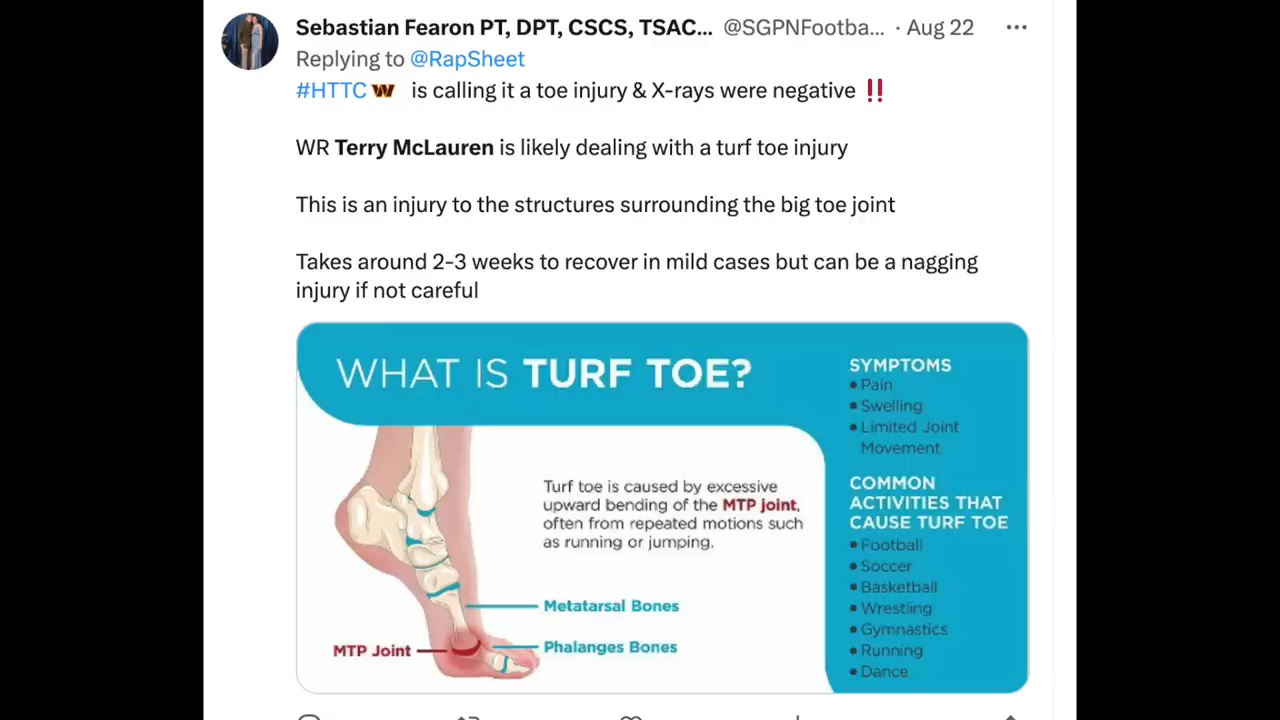 Sebastian Fearon PT, DPT, CSCS, TSAC... @SGPNFootba... · Aug 22 ...
Replying to @RapSheet
#HTTC is calling it a toe injury & X-rays were negative ‼️
WR Terry McLauren is likely dealing with a turf toe injury
This is an injury to the structures surrounding the big toe joint
Takes around 2-3 weeks to recover in mild cases but can be a nagging
injury if not careful
WHAT IS TURF TOE?
Turf toe is caused by excessive
upward bending of the MTP joint,
often from repeated motions such
as running or jumping.
Metatarsal Bones
MTP Joint
Phalanges Bones
SYMPTOMS
• Pain
• Swelling
• Limited Joint
Movement
COMMON
ACTIVITIES THAT
CAUSE TURF TOE
• Football
• Soccer
• Basketball
• Wrestling
• Gymnastics
• Running
• Dance